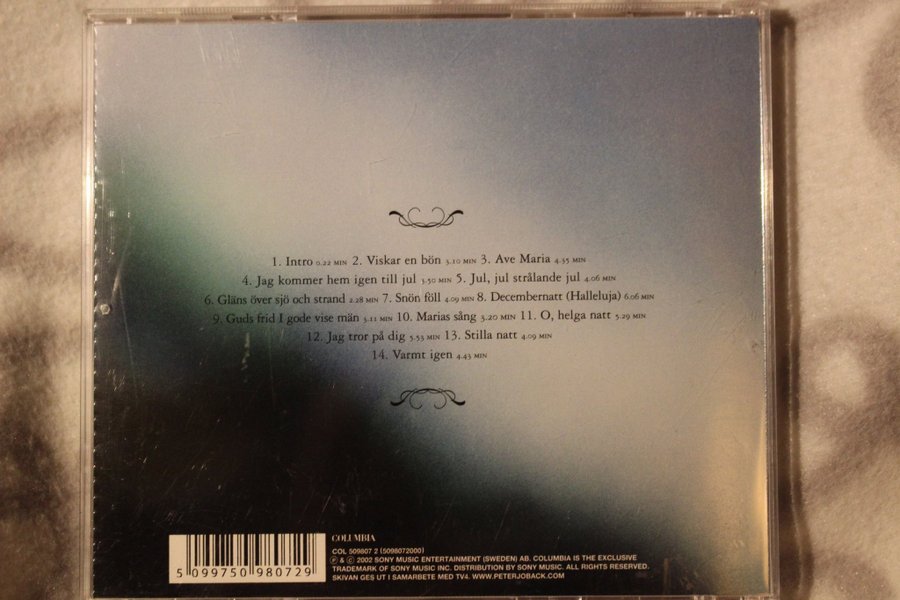 1. Intro 0.22 MIN 2. Viskar en bön 3.10 MIN 3. Ave Maria 4.35 MIN
4. Jag kommer hem igen till jul 3.50 MIN 5. Jul, jul strålande jul 4.06 MIN
6. Gläns över sjö och strand 2.28 MIN 7. Snön föll 4.09 MIN 8. Decembernatt (Halleluja) 6.06 MIN
9. Guds frid I gode vise män 3.11 MIN 10. Marias sång 3.20 MIN 11. O, helga natt 5.29 MIN
12. Jag tror på dig 5.53 MIN 13. Stilla natt 4.09 MIN
14. Varmt igen 4.43 MIN
COLUMBIA
COL 509807 2 (5098072000)
℗ & © 2002 SONY MUSIC ENTERTAINMENT (SWEDEN) AB. COLUMBIA IS THE EXCLUSIVE
TRADEMARK OF SONY MUSIC INC. DISTRIBUTION BY SONY MUSIC. ALL RIGHTS RESERVED.
SKIVAN GES UT I SAMARBETE MED TV4. WWW.PETERJOBACK.COM
5 099750 980729